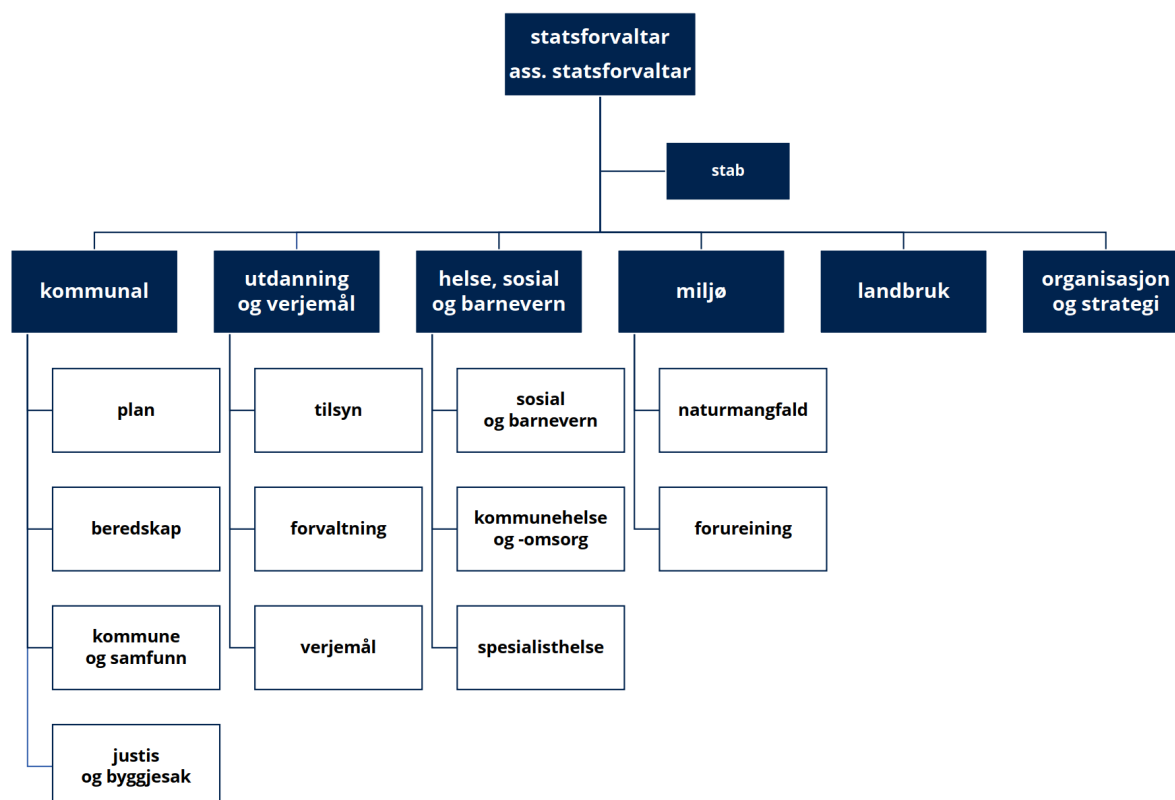 statsforvaltar
ass. statsforvaltar
stab
kommunal
utdanning
og verjemål
helse, sosial
og barnevern
miljø
landbruk
organisasjon
og strategi
plan
tilsyn
sosial
og barnevern
naturmangfald
beredskap
forvaltning
kommunehelse
og -omsorg
forureining
kommune
og samfunn
verjemål
spesialisthelse
justis
og byggjesak